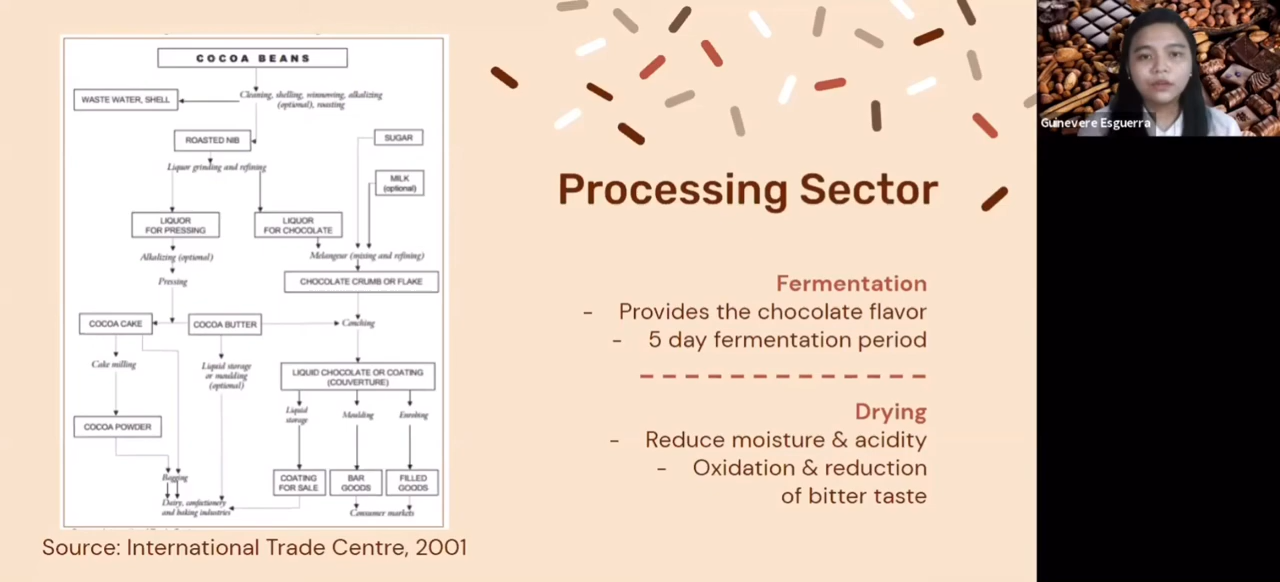 COCOA BEANS
Cleaning, shelling, winnowing, alkalizing
(optional), roasting
WASTE WATER, SHELL
ROASTED NIB
SUGAR
Liquor grinding and refining
MILK
(optional)
LIQUOR
FOR PRESSING
LIQUOR
FOR CHOCOLATE
Alkalizing (optional)
Melangeur (mixing and refining)
Pressing
CHOCOLATE CRUMB OR FLAKE
COCOA CAKE
COCOA BUTTER
Conching
Cake milling
Liquid storage
or moulding
(optional)
LIQUID CHOCOLATE OR COATING
(COUVERTURE)
Liquid
storage
Moulding
Enrobing
COCOA POWDER
Bagging
COATING
FOR SALE
BAR
GOODS
FILLED
GOODS
Dairy, confectionery
and baking industries
Consumer markets
Source: International Trade Centre, 2001
Processing Sector
Fermentation
- Provides the chocolate flavor
- 5 day fermentation period
Drying
- Reduce moisture & acidity
- Oxidation & reduction
of bitter taste
Guinevere Esguerra